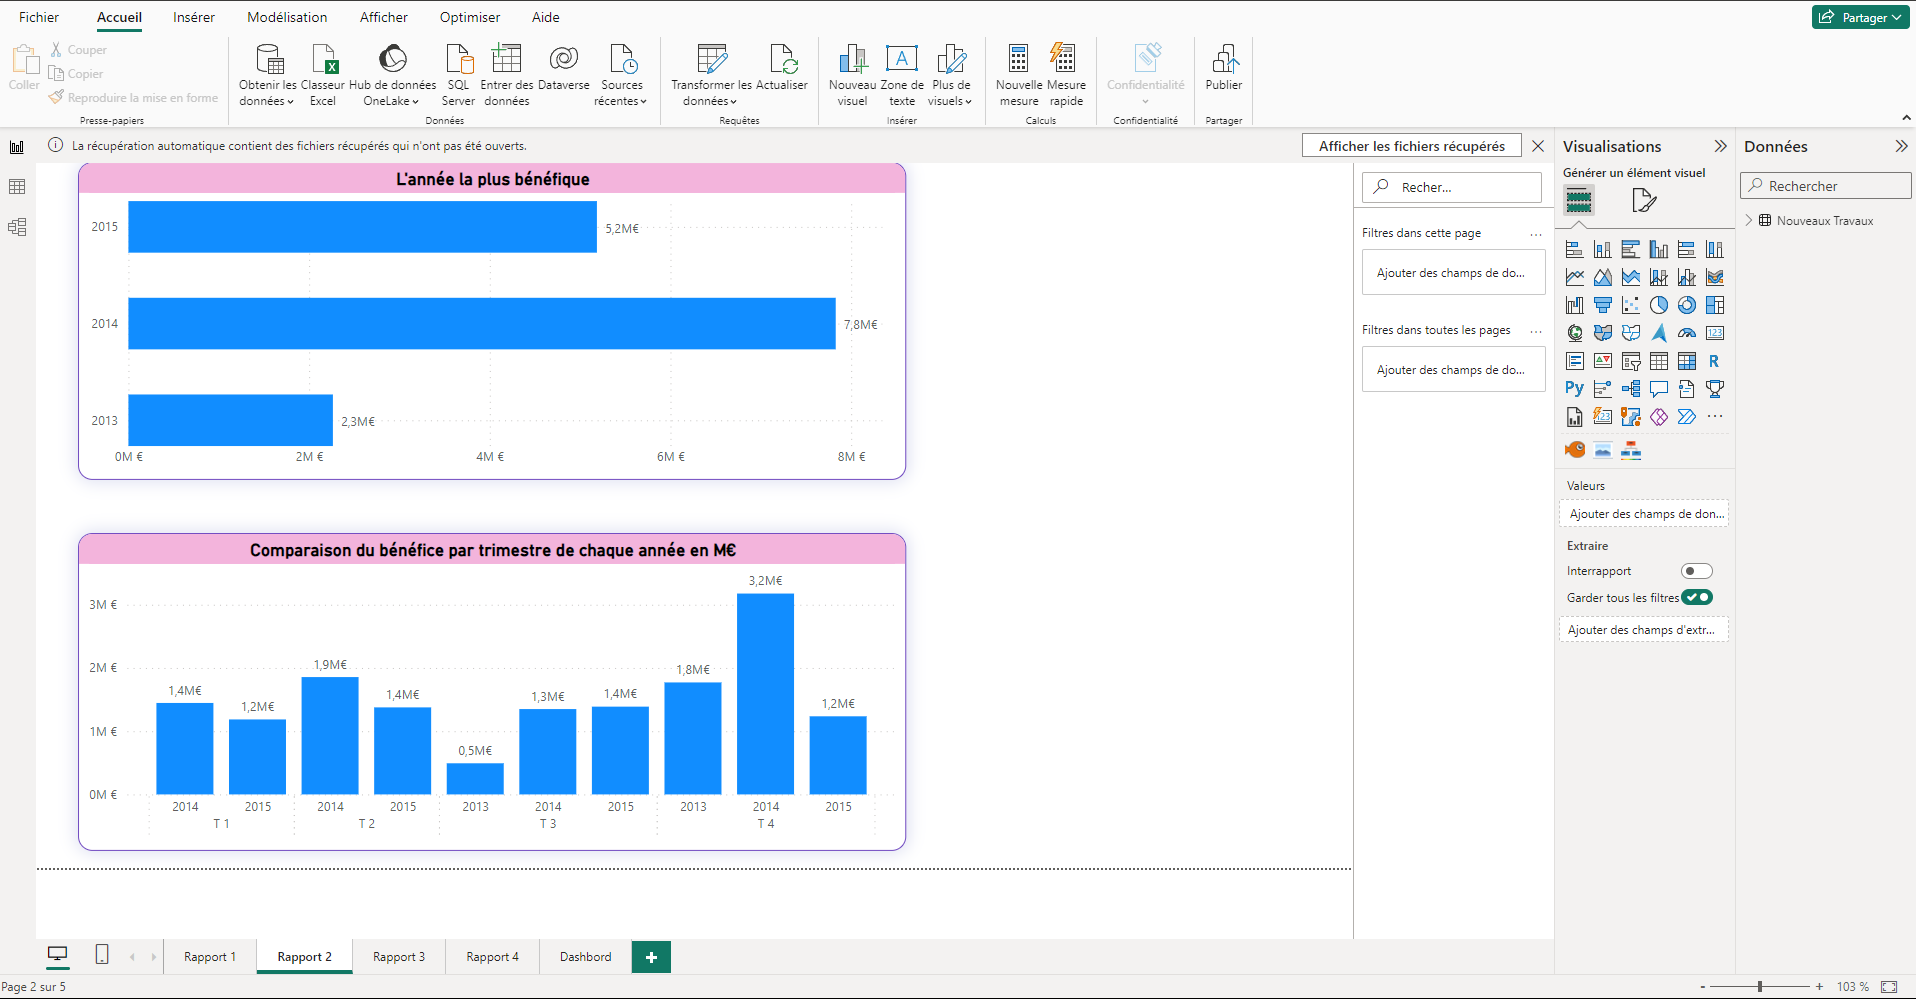 Fichier
Accueil
Insérer
Modélisation
Afficher
Optimiser
Aide
Partager
Coller
Couper
Copier
Reproduire la mise en forme
Presse-papiers
Obtenir les
données
Classeur
Excel
Hub de données
OneLake
SQL
Server
Entrer des
données
Dataverse
Sources
récentes
Données
Transformer les
données
Actualiser
Requêtes
Nouveau
visuel
Zone de
texte
Plus de
visuels
Insérer
Nouvelle
mesure
Mesure
rapide
Calculs
Confidentialité
Confidentialité
Publier
Partager
La récupération automatique contient des fichiers récupérés qui n'ont pas été ouverts.
Afficher les fichiers récupérés
L'année la plus bénéfique
2015
5,2M€
2014
7,8M€
2013
2,3M€
0M € 2M € 4M € 6M € 8M €
Comparaison du bénéfice par trimestre de chaque année en M€
3M €
2M €
1M €
0M €
1,4M€ 1,2M€ 1,9M€ 1,4M€ 0,5M€ 1,3M€ 1,4M€ 1,8M€ 3,2M€ 1,2M€
2014 2015 2014 2015 2013 2014 2015 2013 2014 2015
T 1 T 2 T 3 T 4
Recher...
Filtres dans cette page ...
Ajouter des champs de do...
Filtres dans toutes les pages ...
Ajouter des champs de do...
Visualisations
Générer un élément visuel
123
R
Py
123
...
Valeurs
Ajouter des champs de don...
Extraire
Interrapport
Garder tous les filtres
Ajouter des champs d'extr...
Données
Rechercher
Nouveaux Travaux
Rapport 1
Rapport 2
Rapport 3
Rapport 4
Dashbord
+
Page 2 sur 5
- + 103 %